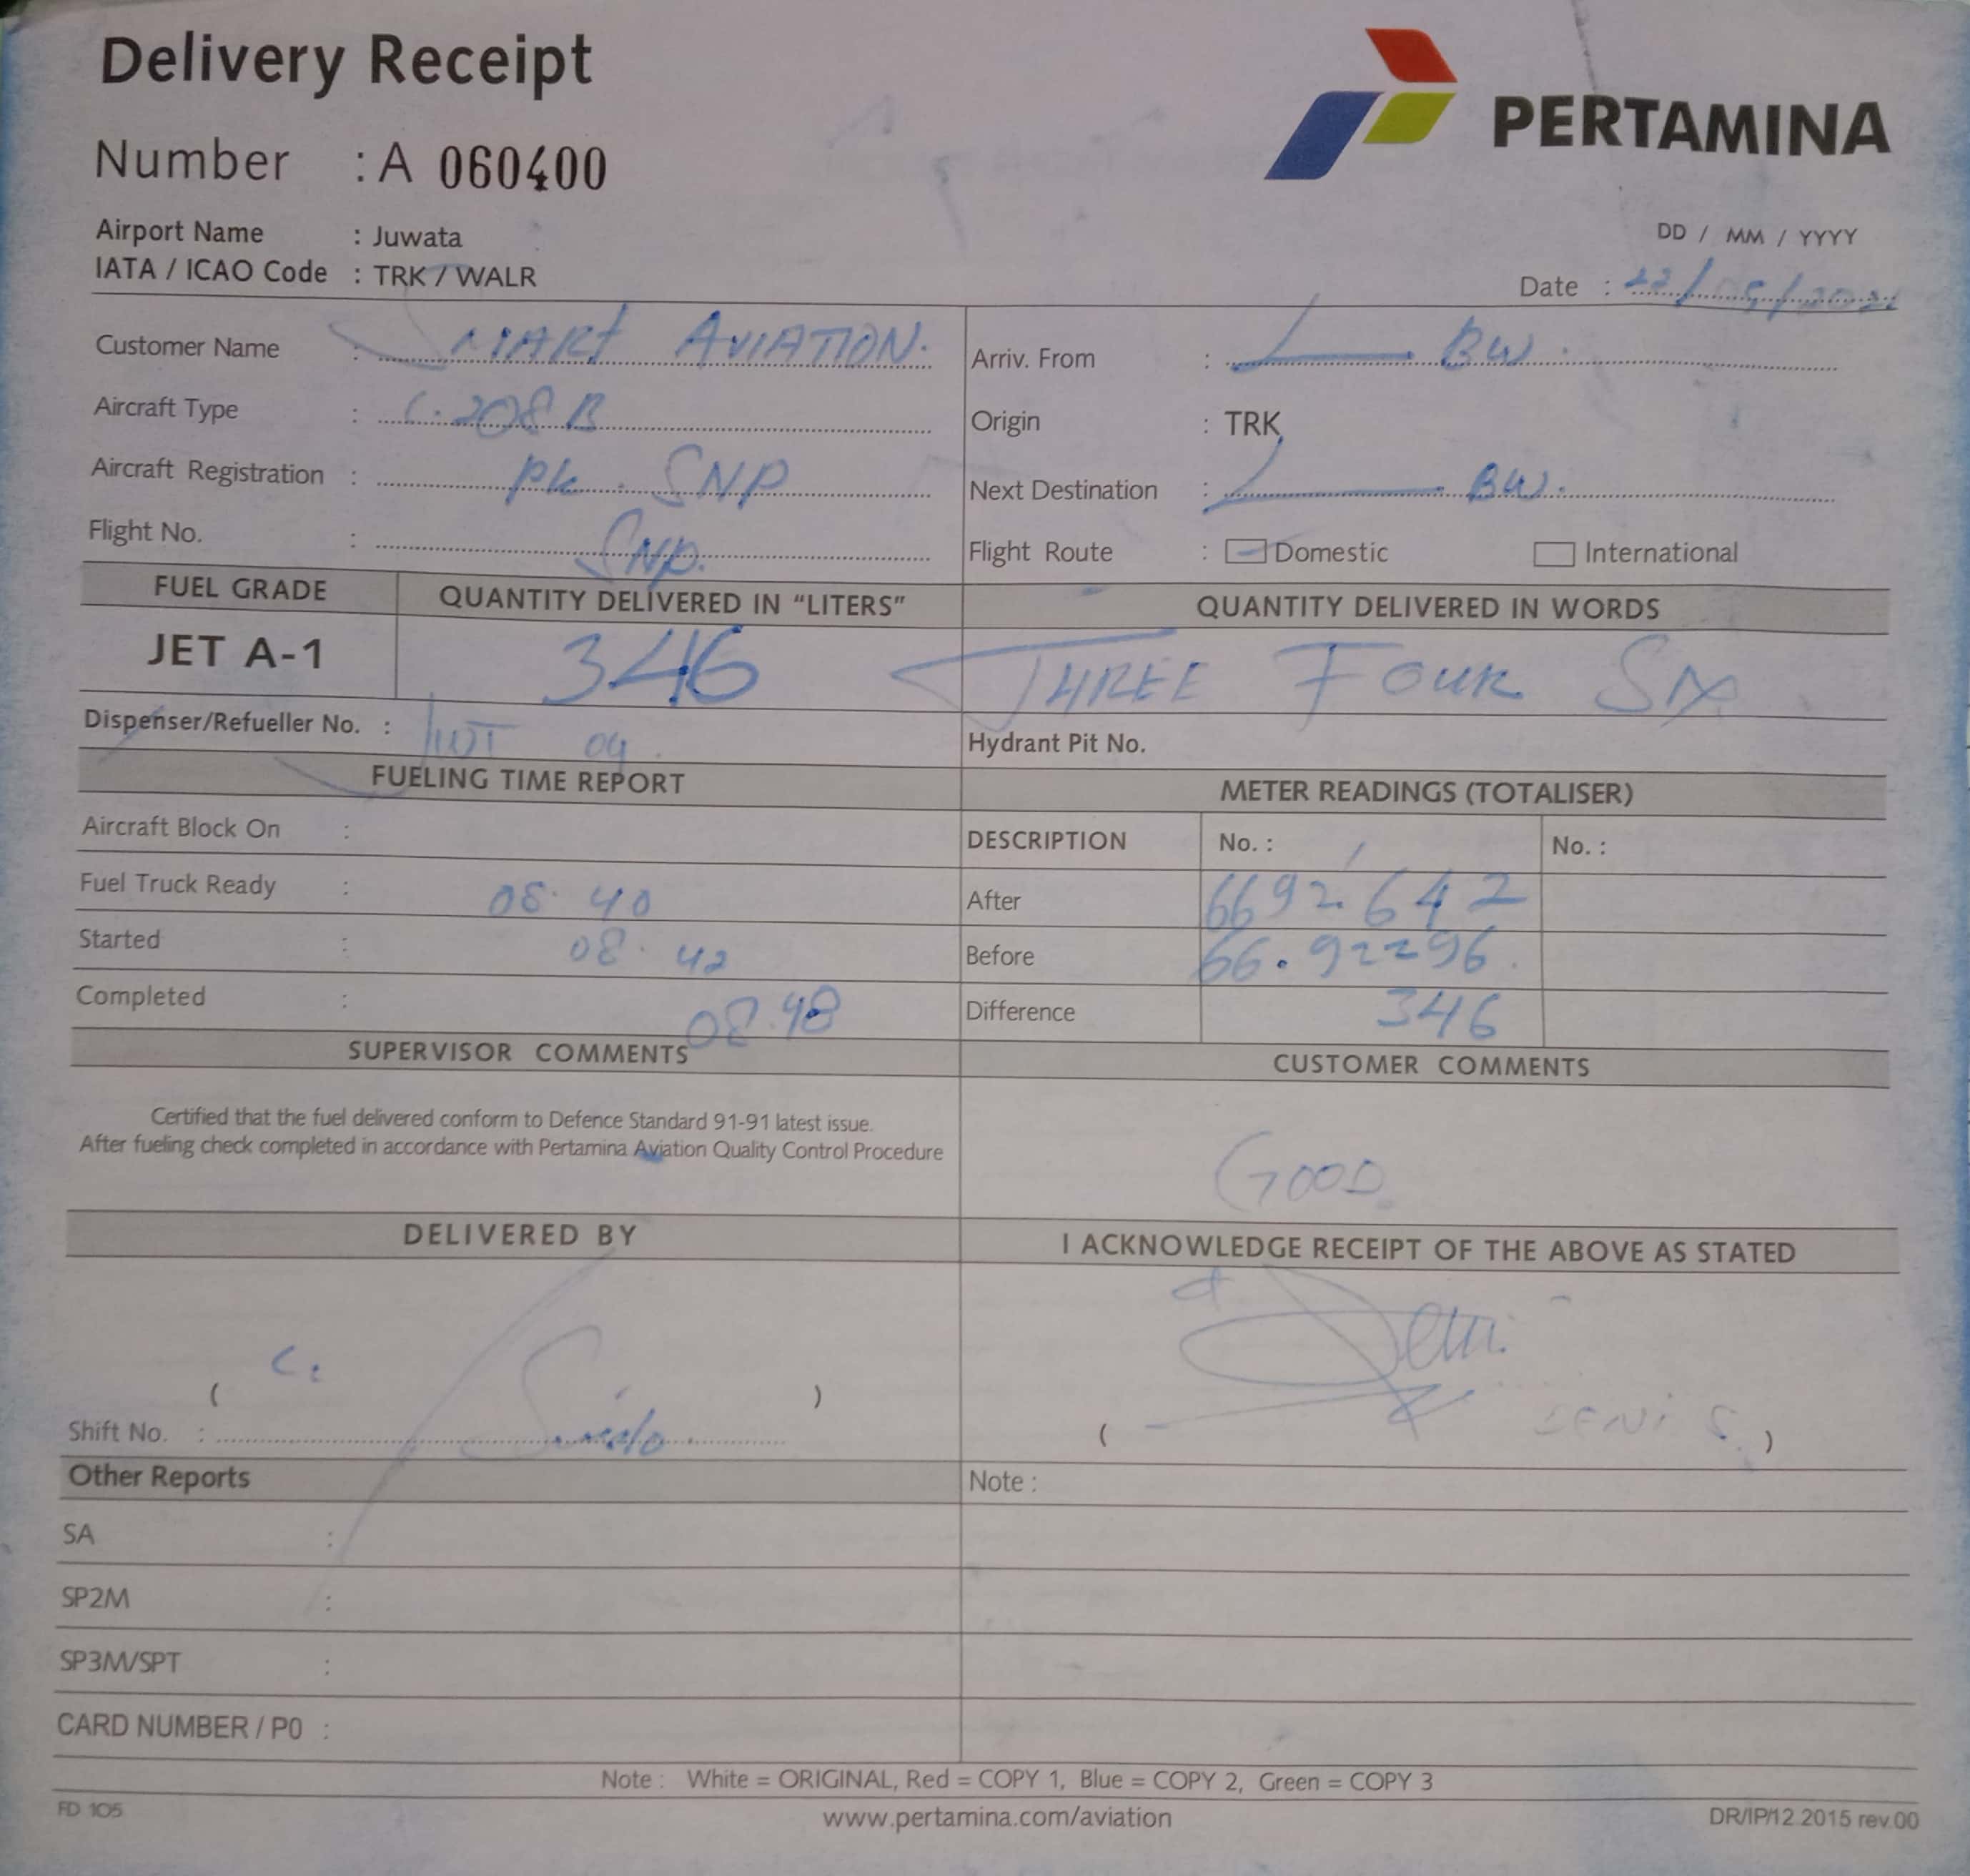 Delivery Receipt
PERTAMINA
Number : A 060400
Airport Name : Juwata
DD / MM / YYYY
IATA / ICAO Code : TRK / WALR
Date :
Customer Name : SMART AVIATION.
Arriv. From : BW.
Aircraft Type : C.208 B
Origin : TRK
Aircraft Registration : PK. SNP
Next Destination : BW.
Flight No. : SNP.
Flight Route : Domestic International
FUEL GRADE QUANTITY DELIVERED IN “LITERS” QUANTITY DELIVERED IN WORDS
JET A-1 346 THREE FOUR SIX
Dispenser/Refueller No. : 09
Hydrant Pit No.
FUELING TIME REPORT METER READINGS (TOTALISER)
Aircraft Block On :
DESCRIPTION No. : No. :
Fuel Truck Ready : 08.40
After 6692.642
Started : 08.42
Before 66.92296.
Completed : 08.48
Difference 346
SUPERVISOR COMMENTS CUSTOMER COMMENTS
Certified that the fuel delivered conform to Defence Standard 91-91 latest issue.
After fueling check completed in accordance with Pertamina Aviation Quality Control Procedure
GOOD
DELIVERED BY I ACKNOWLEDGE RECEIPT OF THE ABOVE AS STATED
( )
Shift No. :
( DENI S. )
Other Reports Note :
SA :
SP2M :
SP3M/SPT :
CARD NUMBER / P0 :
Note : White = ORIGINAL, Red = COPY 1, Blue = COPY 2, Green = COPY 3
FD 105 www.pertamina.com/aviation DR/IP/12.2015 rev.00